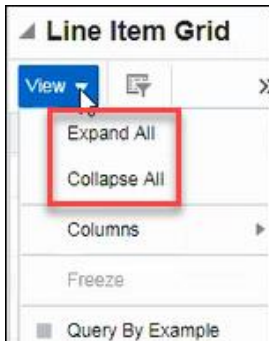 Line Item Grid
View
Expand All
Collapse All
Columns
Freeze
Query By Example